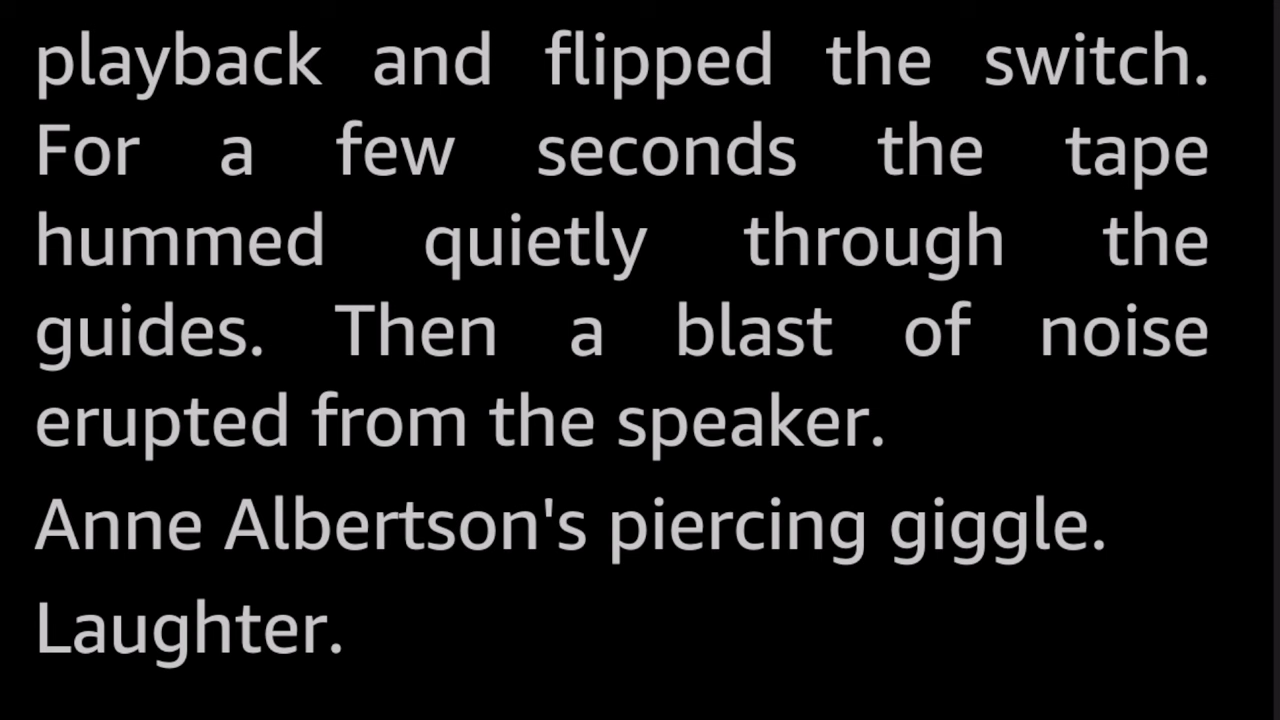 playback and flipped the switch.
For a few seconds the tape
hummed quietly through the
guides. Then a blast of noise
erupted from the speaker.
Anne Albertson's piercing giggle.
Laughter.